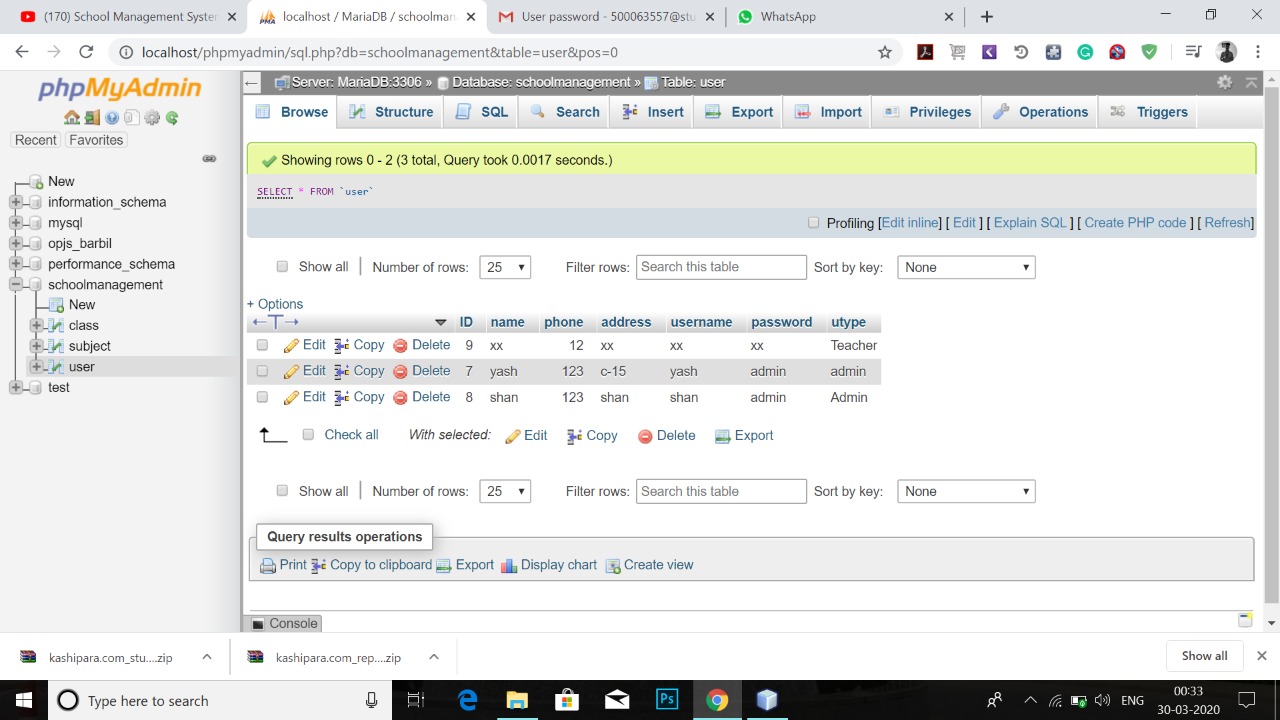 (170) School Management Syster
localhost / MariaDB / schoolman
User password - 500063557@stu
WhatsApp
localhost/phpmyadmin/sql.php?db=schoolmanagement&table=user&pos=0
phpMyAdmin
Recent Favorites
New
information_schema
mysql
opjs_barbil
performance_schema
schoolmanagement
New
class
subject
user
test
Server: MariaDB:3306 » Database: schoolmanagement » Table: user
Browse Structure SQL Search Insert Export Import Privileges Operations Triggers
Showing rows 0 - 2 (3 total, Query took 0.0017 seconds.)
SELECT * FROM `user`
Profiling [Edit inline] [ Edit ] [ Explain SQL ] [ Create PHP code ] [ Refresh]
Show all Number of rows: 25 Filter rows: Search this table Sort by key: None
+ Options
←T→ ID name phone address username password utype
Edit Copy Delete 9 xx 12 xx xx xx Teacher
Edit Copy Delete 7 yash 123 c-15 yash admin admin
Edit Copy Delete 8 shan 123 shan shan admin Admin
Check all With selected: Edit Copy Delete Export
Show all Number of rows: 25 Filter rows: Search this table Sort by key: None
Query results operations
Print Copy to clipboard Export Display chart Create view
Console
kashipara.com_stu....zip
kashipara.com_rep....zip
Show all
Type here to search
Ps
ENG
00:33
30-03-2020